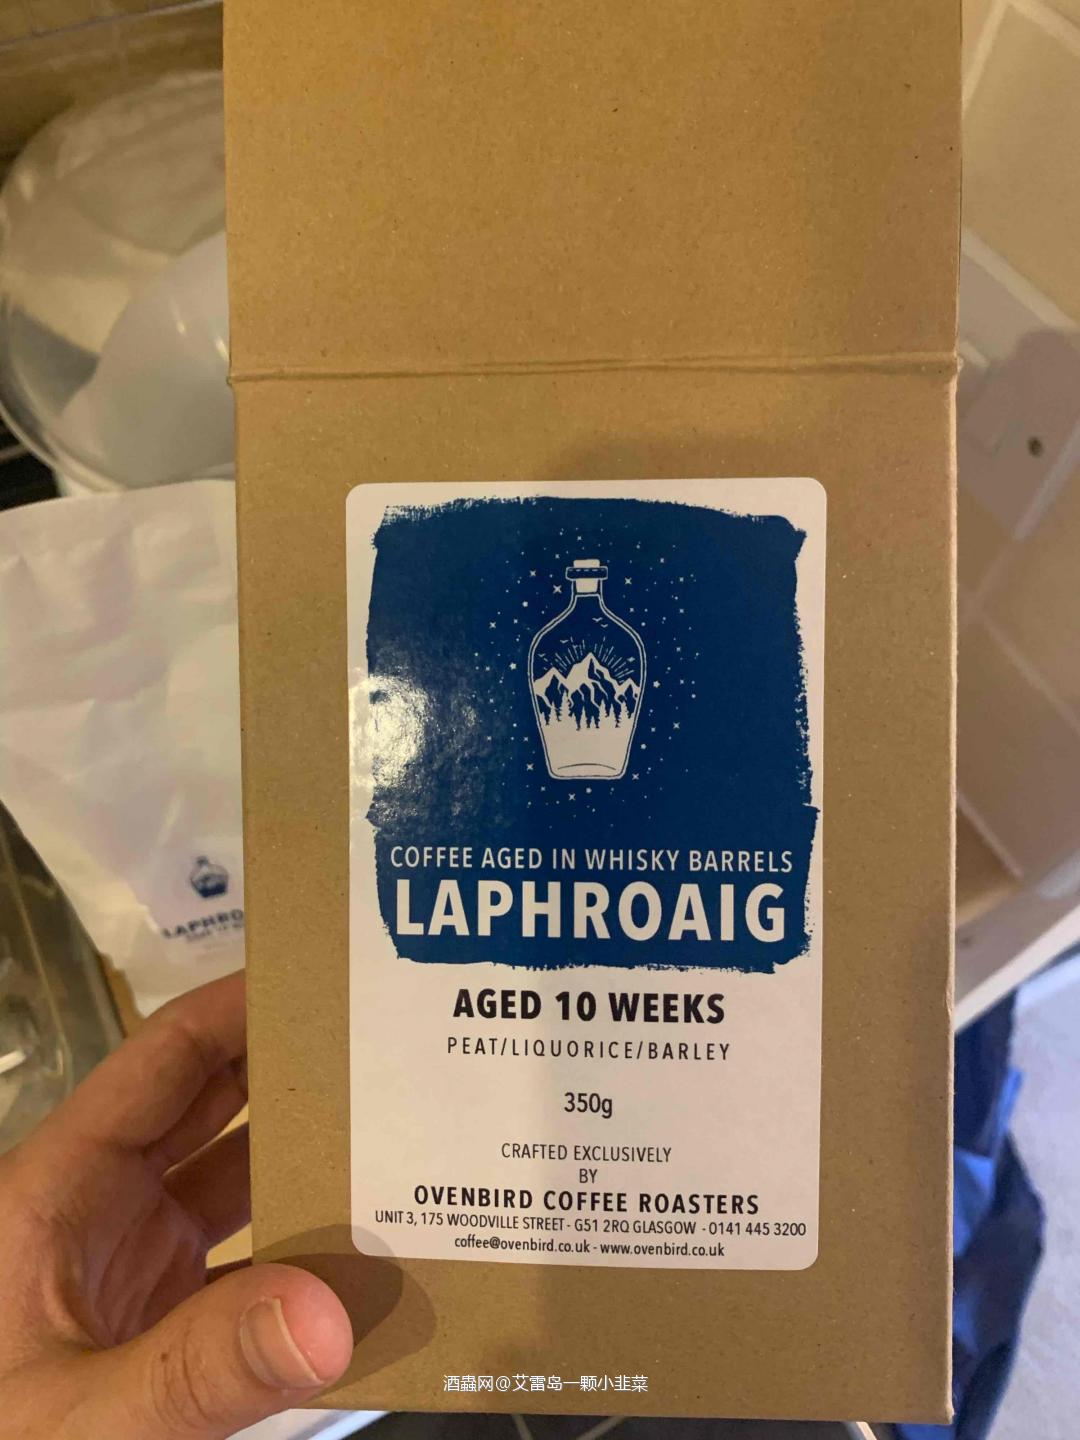 COFFEE AGED IN WHISKY BARRELS
LAPHROAIG
AGED 10 WEEKS
PEAT/LIQUORICE/BARLEY
350g
CRAFTED EXCLUSIVELY
BY
OVENBIRD COFFEE ROASTERS
UNIT 3, 175 WOODVILLE STREET - G51 2RQ GLASGOW - 0141 445 3200
coffee@ovenbird.co.uk - www.ovenbird.co.uk
LAPHRO
酒蟲网@艾雷岛一颗小韭菜